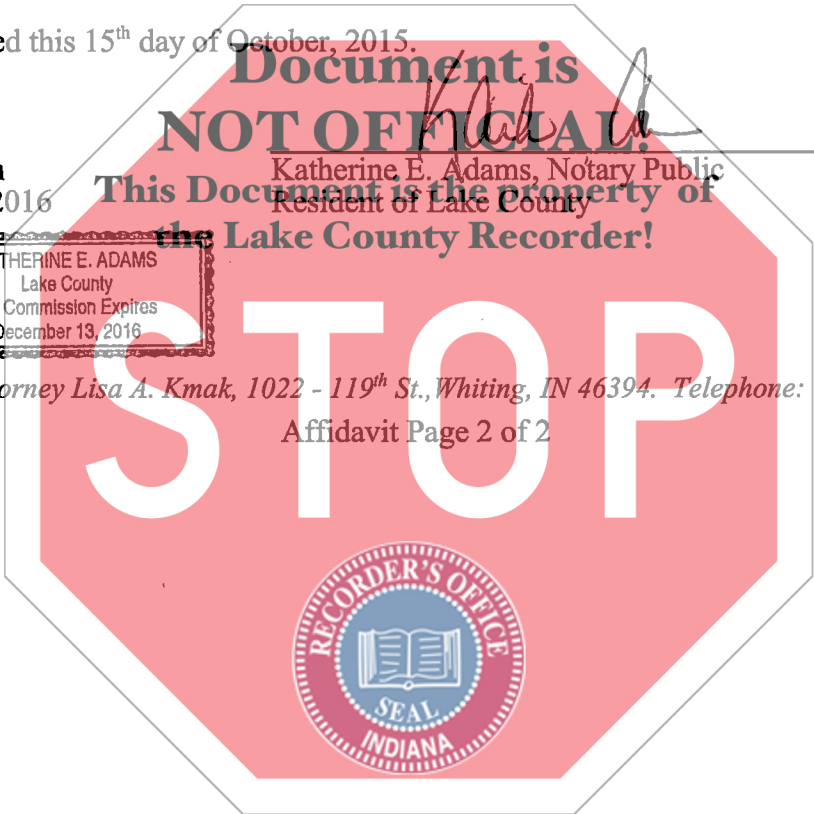 ed this 15th day of October, 2015.
Document is
NOT OFFICIAL!
Katherine E. Adams, Notary Public
2016
This Document is the property of
Resident of Lake County
the Lake County Recorder!
THERINE E. ADAMS
Lake County
Commission Expires
December 13, 2016
STOP
orney Lisa A. Kmak, 1022 - 119th St., Whiting, IN 46394. Telephone:
Affidavit Page 2 of 2
RECORDER'S OFFICE
SEAL
INDIANA